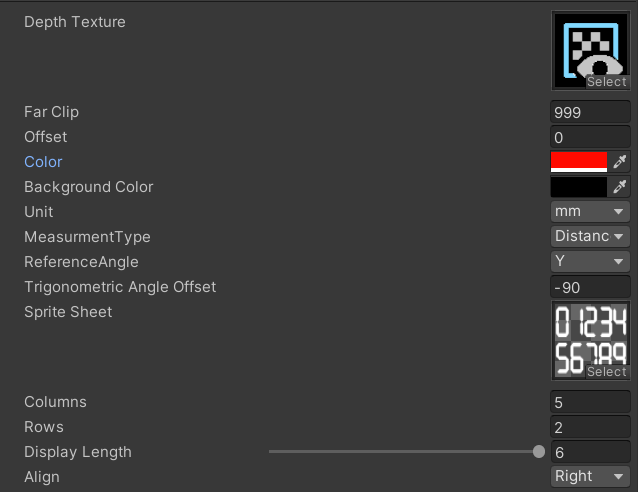 Depth Texture
Select
Far Clip 999
Offset 0
Color
Background Color
Unit mm
MeasurmentType Distanc
ReferenceAngle Y
Trigonometric Angle Offset -90
Sprite Sheet
01234
56789
Select
Columns 5
Rows 2
Display Length 6
Align Right